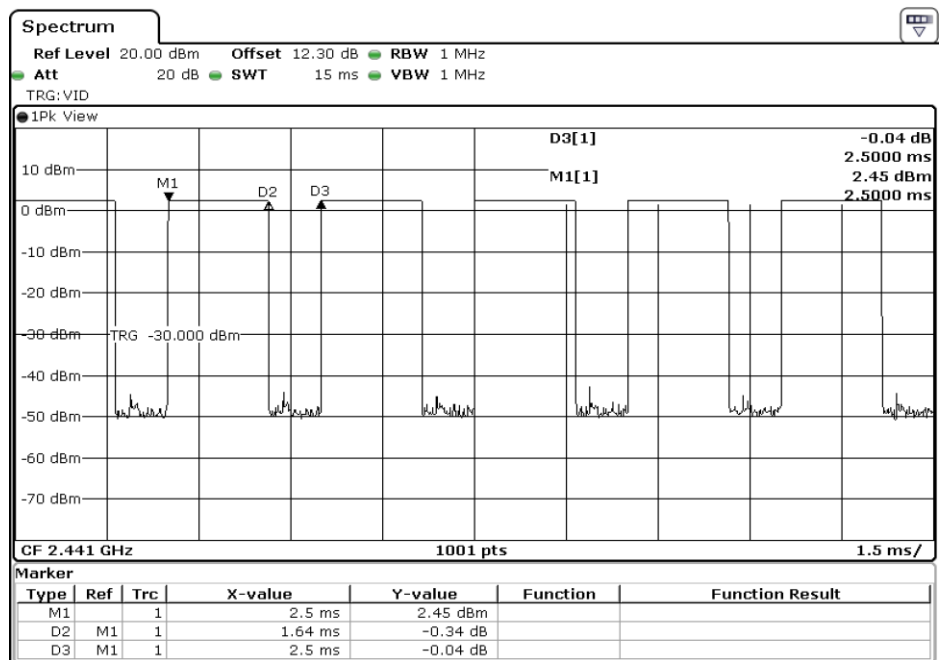 Spectrum
Ref Level 20.00 dBm Offset 12.30 dB RBW 1 MHz
Att 20 dB SWT 15 ms VBW 1 MHz
TRG:VID
1Pk View
D3[1] -0.04 dB
2.5000 ms
10 dBm
M1[1] 2.45 dBm
2.5000 ms
M1 D2 D3
0 dBm
-10 dBm
-20 dBm
-30 dBm TRG -30.000 dBm
-40 dBm
-50 dBm
-60 dBm
-70 dBm
CF 2.441 GHz 1001 pts 1.5 ms/
Marker
Type Ref Trc X-value Y-value Function Function Result
M1 1 2.5 ms 2.45 dBm
D2 M1 1 1.64 ms -0.34 dB
D3 M1 1 2.5 ms -0.04 dB